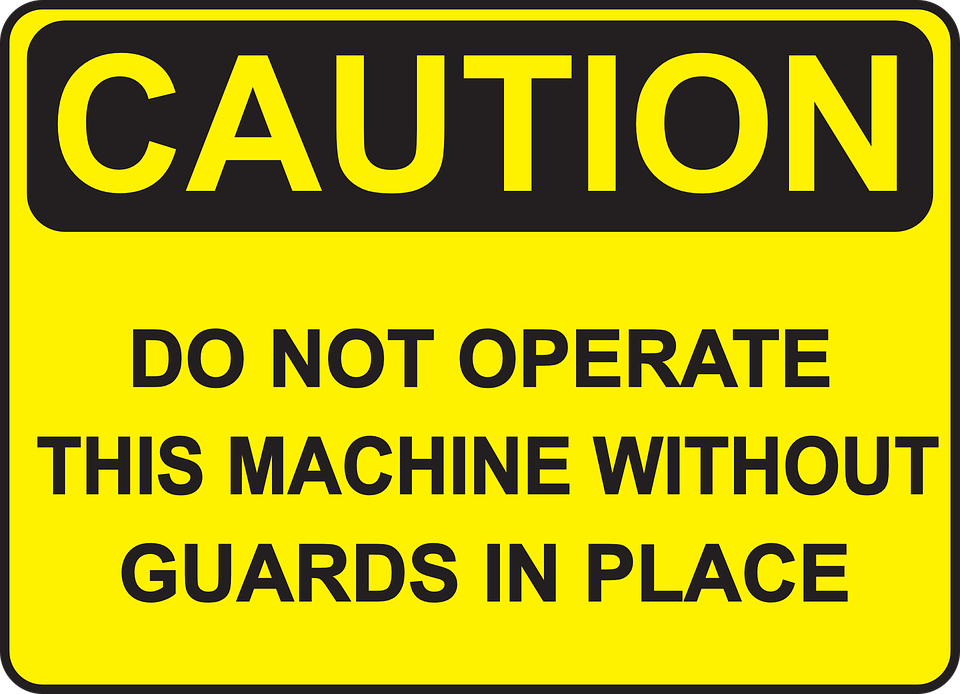 CAUTION
DO NOT OPERATE
THIS MACHINE WITHOUT
GUARDS IN PLACE